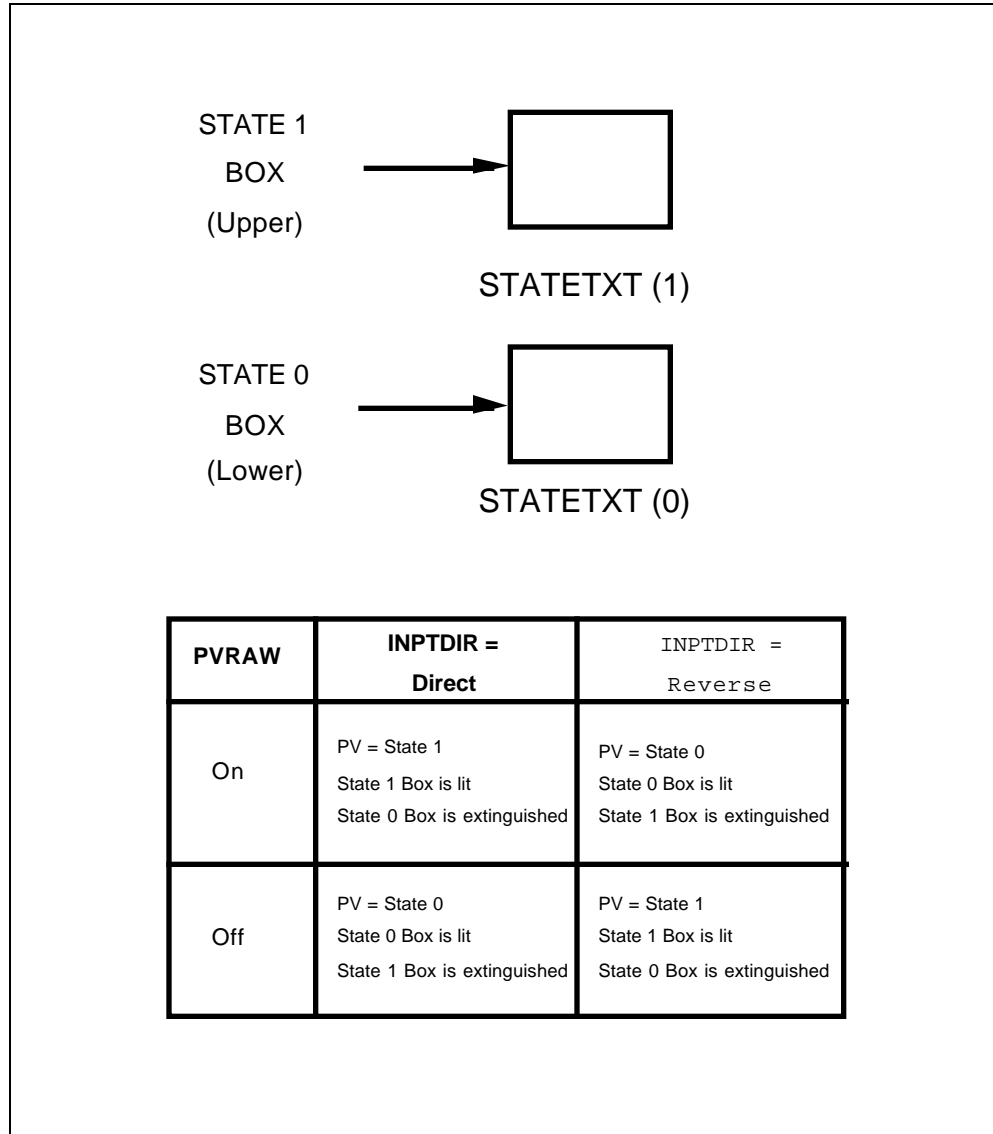 STATE 1
BOX
(Upper)
STATETXT (1)
STATE 0
BOX
(Lower)
STATETXT (0)
PVRAW
INPTDIR =
Direct
INPTDIR =
Reverse
On
PV = State 1
State 1 Box is lit
State 0 Box is extinguished
PV = State 0
State 0 Box is lit
State 1 Box is extinguished
Off
PV = State 0
State 0 Box is lit
State 1 Box is extinguished
PV = State 1
State 1 Box is lit
State 0 Box is extinguished